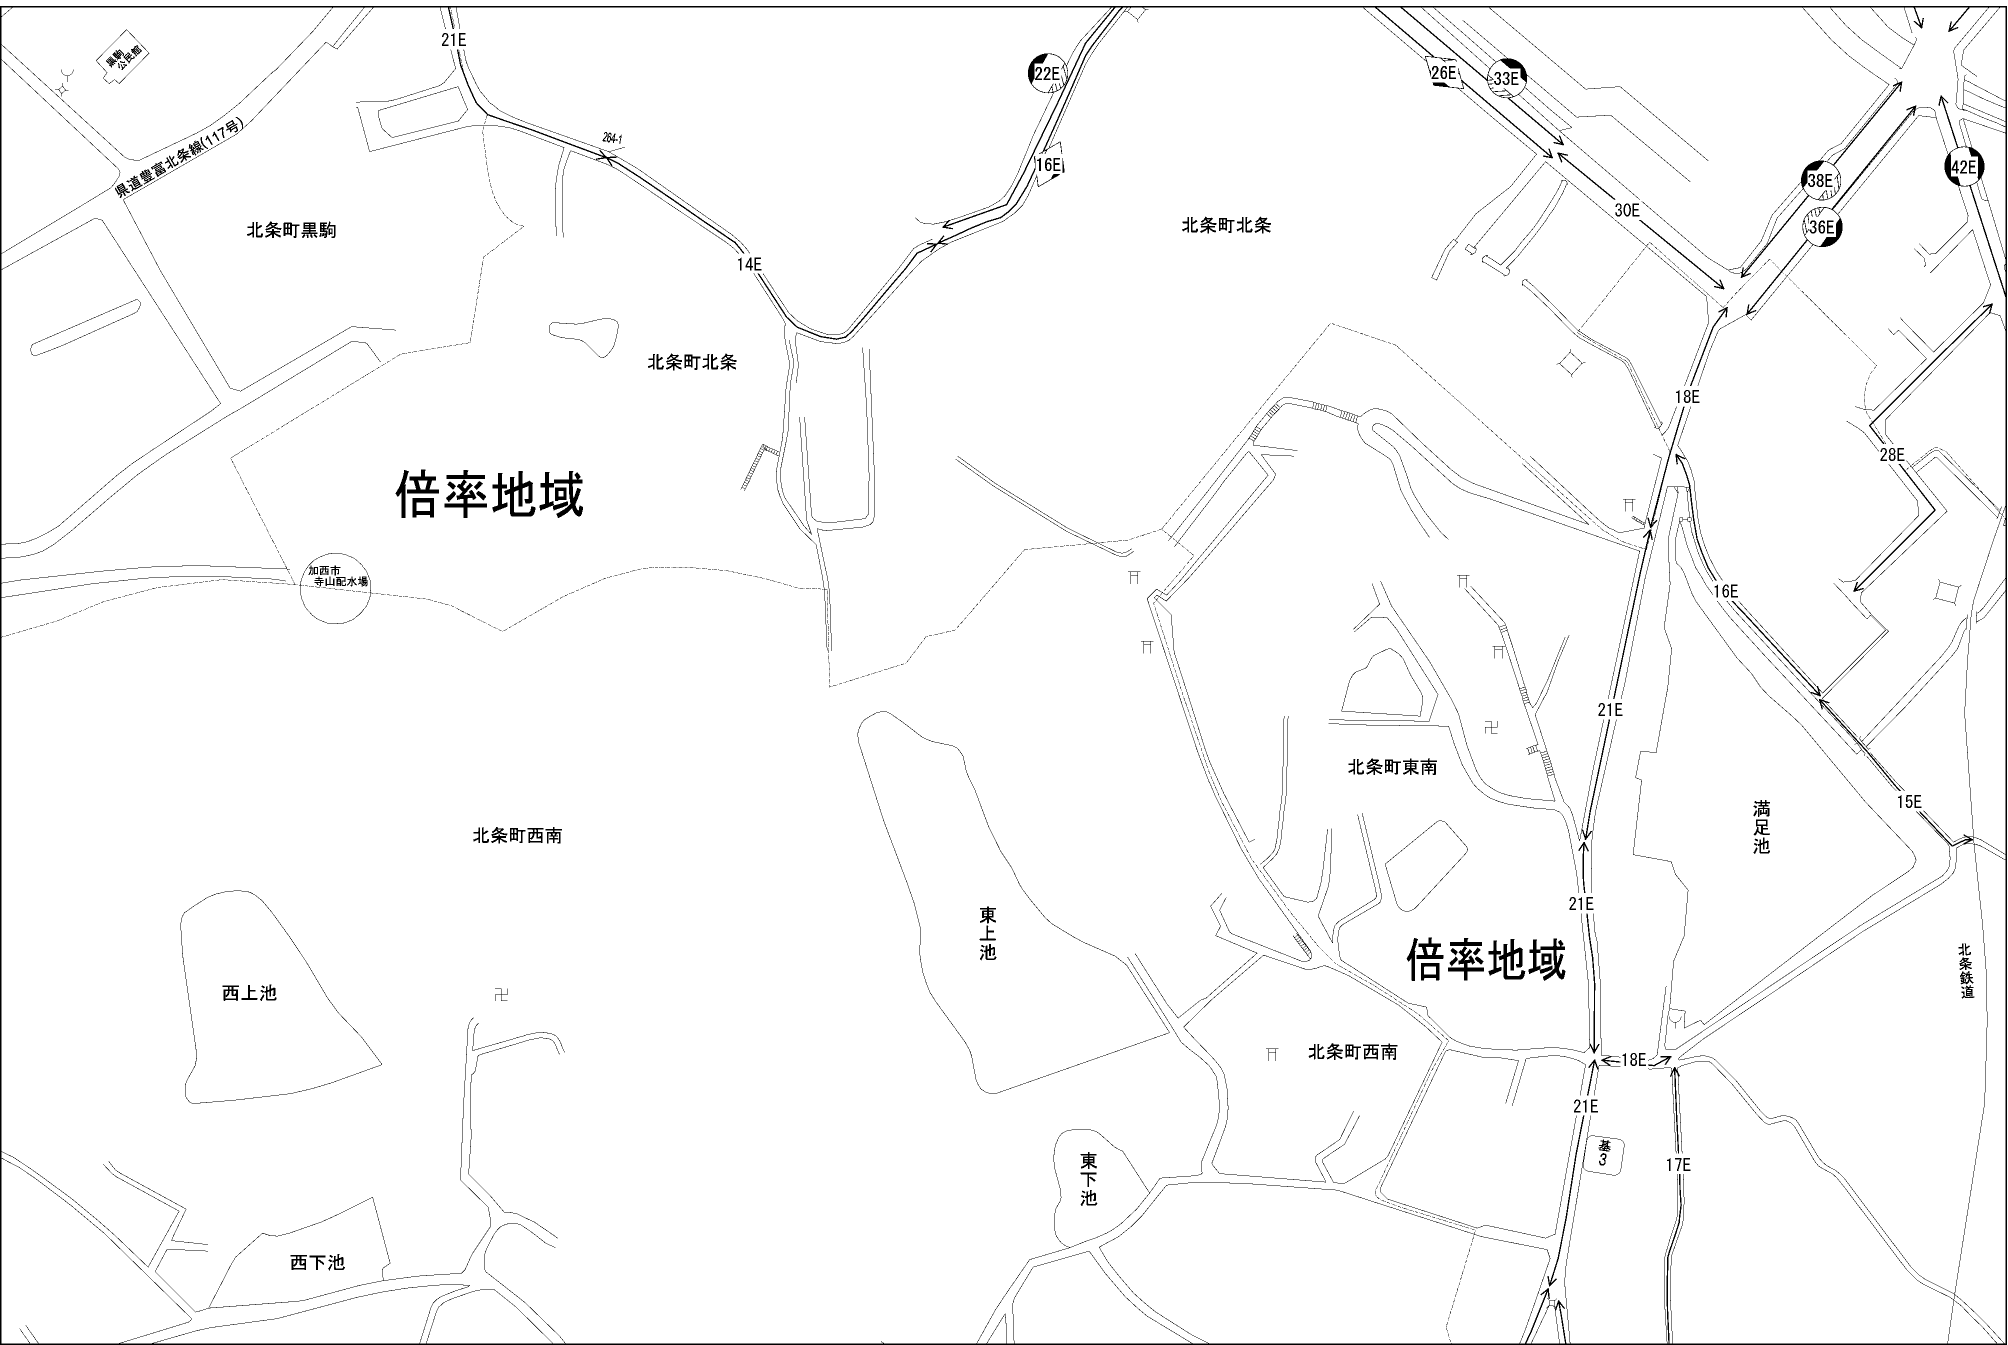 21E
黒駒
公民館
22E
26E
33E
264-1
県道豊富北条線(117号)
16E
42E
38E
30E
36E
北条町黒駒
北条町北条
14E
北条町北条
18E
28E
倍率地域
加西市
寺山配水場
16E
21E
北条町東南
15E
満足池
北条町西南
21E
東上池
倍率地域
北条鉄道
西上池
北条町西南
18E
21E
基
3
17E
東下池
西下池